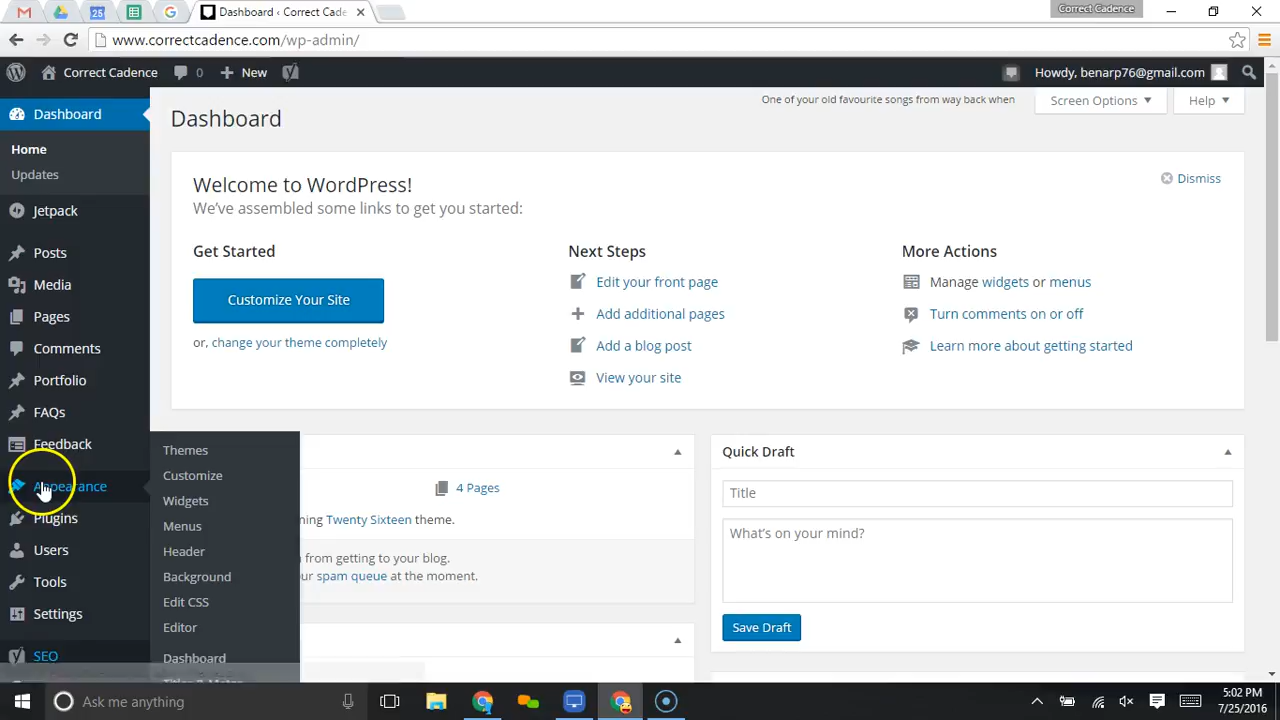 Dashboard ‹ Correct Cade
Correct Cadence
www.correctcadence.com/wp-admin/
Correct Cadence
0
New
Howdy, benarp76@gmail.com
Dashboard
Home
Updates
Jetpack
Posts
Media
Pages
Comments
Portfolio
FAQs
Feedback
Appearance
Plugins
Users
Tools
Settings
SEO
Themes
Customize
Widgets
Menus
Header
Background
Edit CSS
Editor
Dashboard
One of your old favourite songs from way back when
Screen Options
Help
Dashboard
Welcome to WordPress!
Dismiss
We've assembled some links to get you started:
Get Started
Customize Your Site
or, change your theme completely
Next Steps
Edit your front page
Add additional pages
Add a blog post
View your site
More Actions
Manage widgets or menus
Turn comments on or off
Learn more about getting started
4 Pages
ning Twenty Sixteen theme.
from getting to your blog.
ur spam queue at the moment.
Quick Draft
Title
What's on your mind?
Save Draft
Ask me anything
5:02 PM
7/25/2016